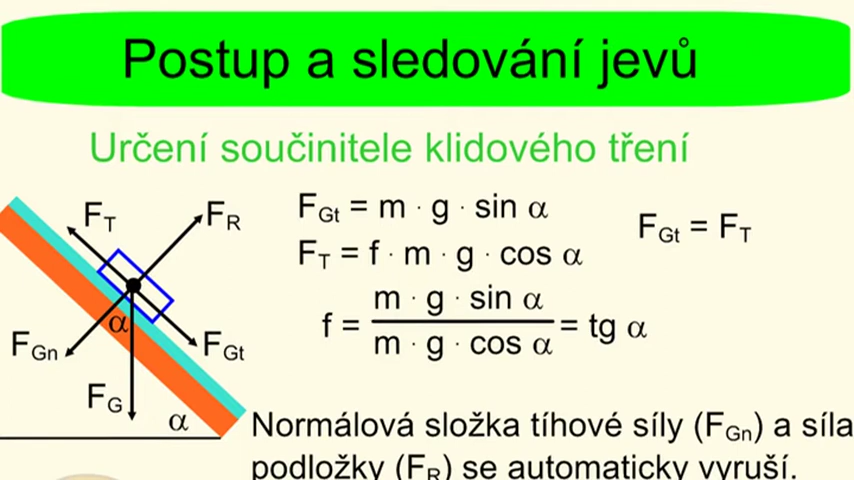 Postup a sledování jevů
Určení součinitele klidového tření
F_T
F_R
F_Gn
α
F_Gt
F_G
α
F_Gt = m · g · sin α
F_T = f · m · g · cos α
F_Gt = F_T
f = m · g · sin α / m · g · cos α = tg α
Normálová složka tíhové síly (F_Gn) a síla
podložky (F_R) se automaticky vyruší.